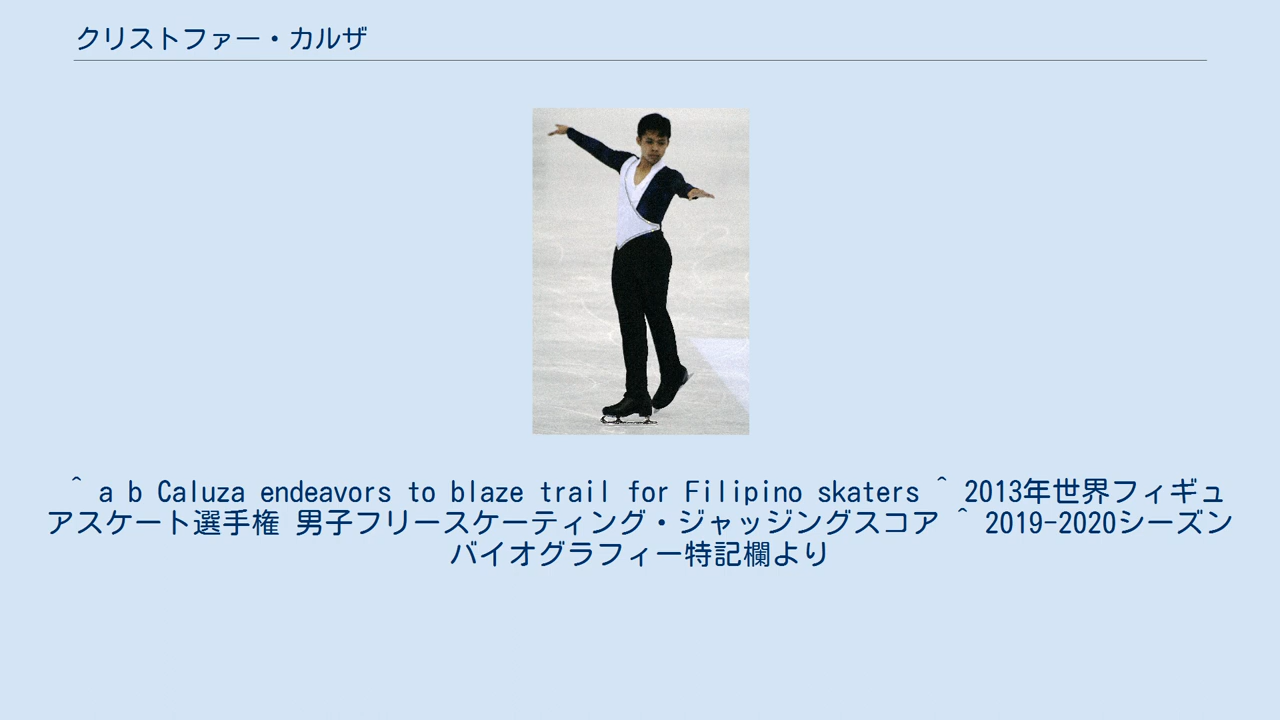 クリストファー・カルザ
^ a b Caluza endeavors to blaze trail for Filipino skaters ^ 2013年世界フィギュ
アスケート選手権 男子フリースケーティング・ジャッジングスコア ^ 2019-2020シーズン
バイオグラフィー特記欄より